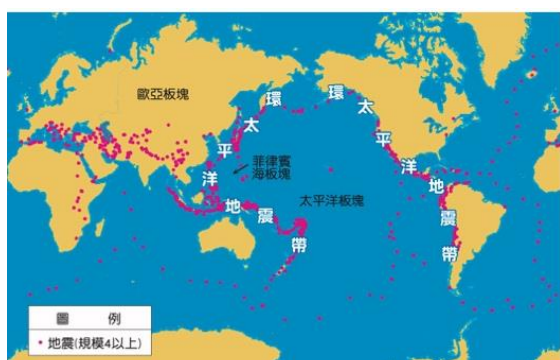 歐亞板塊
環太平洋地震帶
環太平洋地震帶
菲律賓
海板塊
太平洋板塊
圖 例
地震(規模4以上)